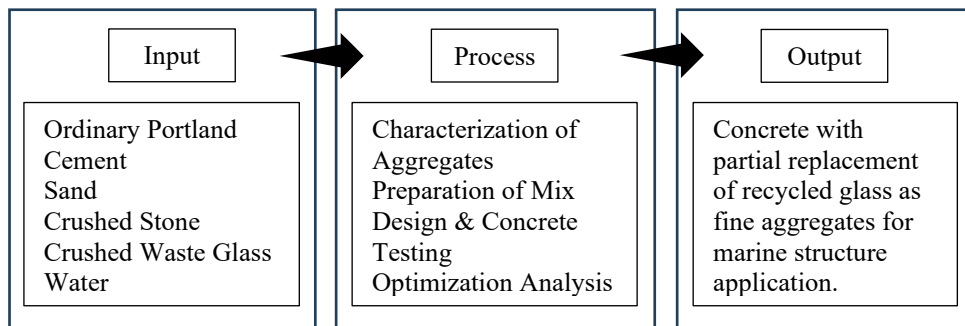 Input
Ordinary Portland
Cement
Sand
Crushed Stone
Crushed Waste Glass
Water
Process
Characterization of
Aggregates
Preparation of Mix
Design & Concrete
Testing
Optimization Analysis
Output
Concrete with
partial replacement
of recycled glass as
fine aggregates for
marine structure
application.